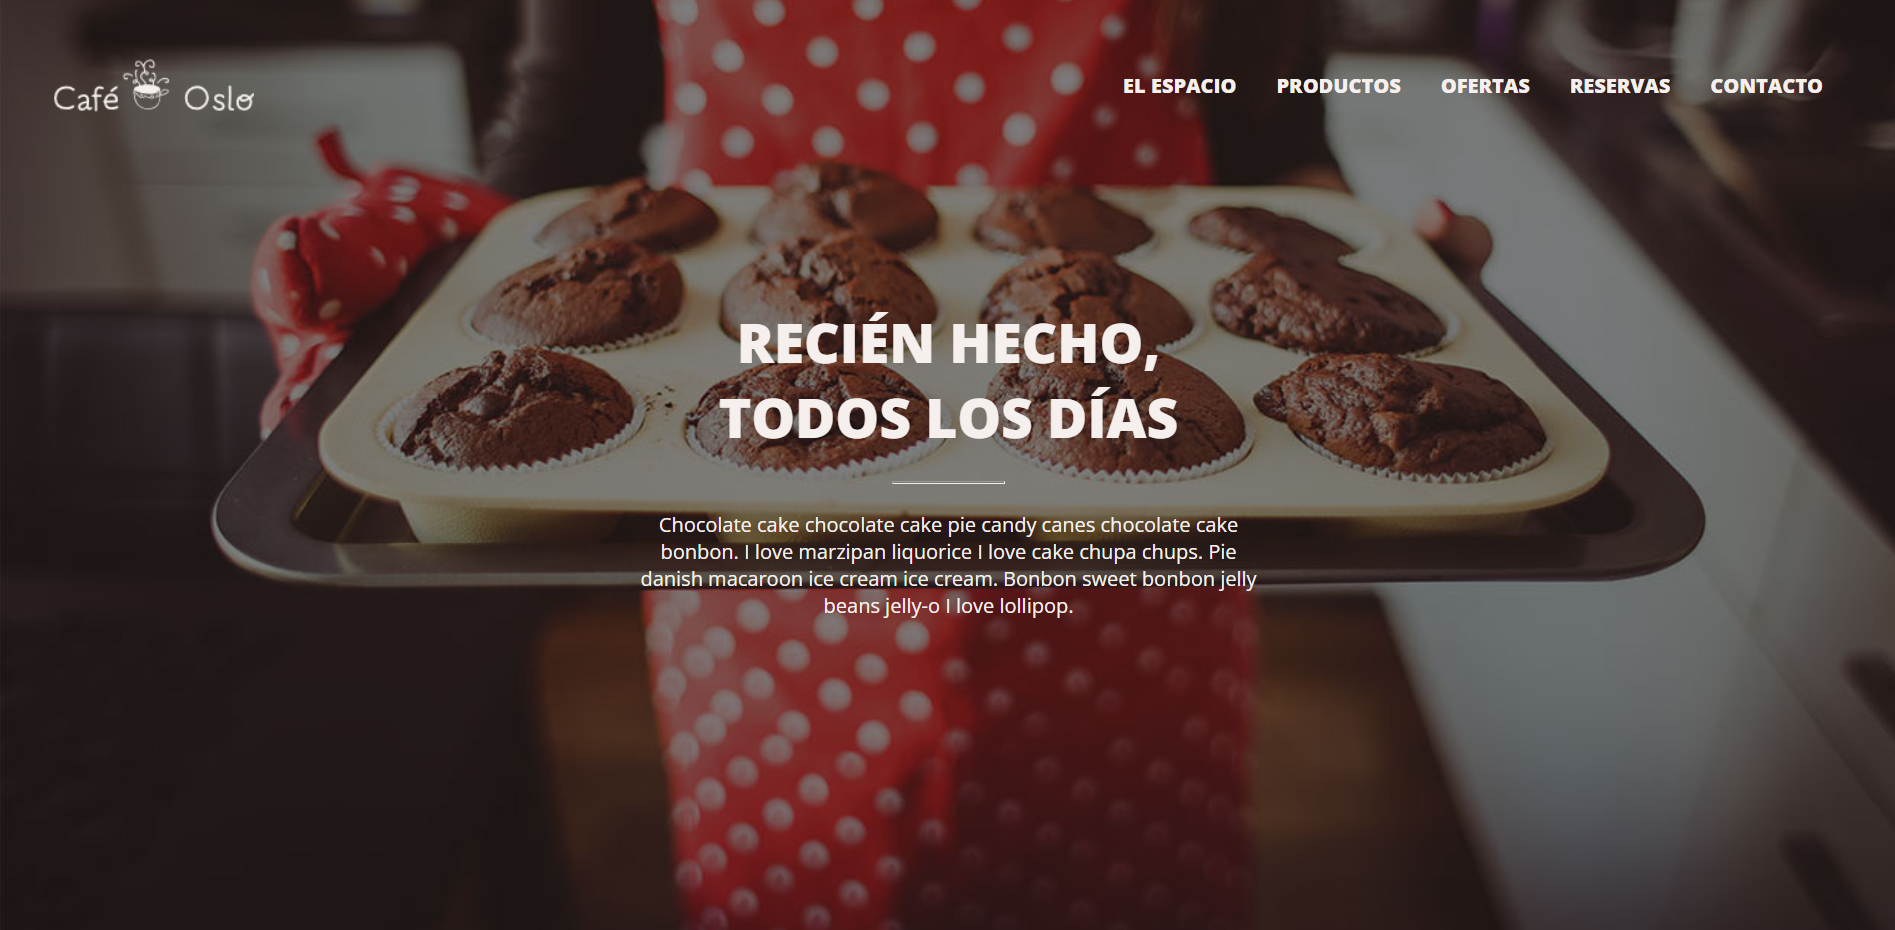 Café Oslo
EL ESPACIO PRODUCTOS OFERTAS RESERVAS CONTACTO
RECIÉN HECHO,
TODOS LOS DÍAS
Chocolate cake chocolate cake pie candy canes chocolate cake
bonbon. I love marzipan liquorice I love cake chupa chups. Pie
danish macaroon ice cream ice cream. Bonbon sweet bonbon jelly
beans jelly-o I love lollipop.